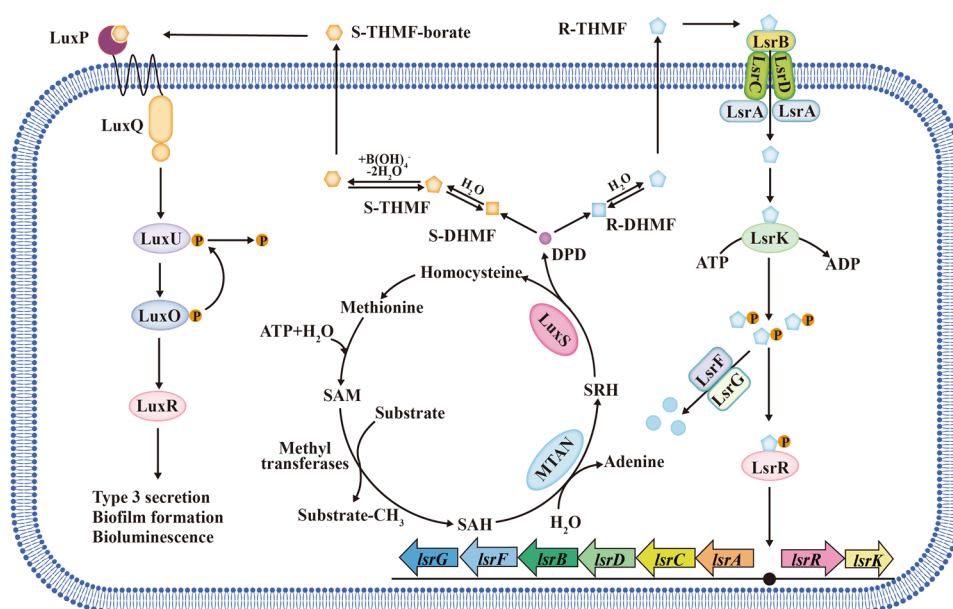 LuxP
S-THMF-borate
R-THMF
LsrB
LsrC
LsrD
LsrA
LsrA
LuxQ
+B(OH)₄⁻
-2H₂O
S-THMF
H₂O
S-DHMF
H₂O
R-DHMF
DPD
LuxU
P
P
LuxO
P
LuxR
Type 3 secretion
Biofilm formation
Bioluminescence
Homocysteine
Methionine
ATP+H₂O
SAM
Substrate
Methyl
transferases
Substrate-CH₃
SAH
H₂O
MTAN
Adenine
SRH
LuxS
LsrK
ATP
ADP
P
P
P
LsrF
LsrG
P
LsrR
lsrG
lsrF
lsrB
lsrD
lsrC
lsrA
lsrR
lsrK